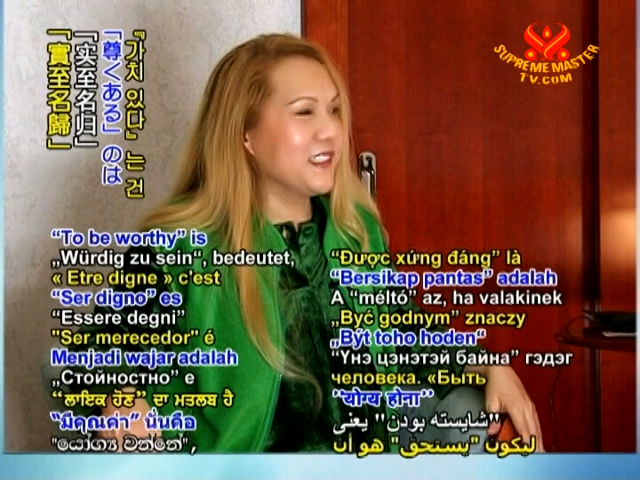 『가치 있다』는 건
「尊くある」のは
「实至名归」
「實至名歸」
SUPREME MASTER
TV.COM
“To be worthy” is
„Würdig zu sein“, bedeutet,
« Etre digne » c'est
“Ser digno” es
“Essere degni”
"Ser merecedor" é
Menjadi wajar adalah
„Стойностно” е
“ਲਾਇਕ ਹੋਣ” ਦਾ ਮਤਲਬ ਹੈ
“มีคุณค่า” นั่นคือ
"යෝග්‍ය වන්නේ",
“Được xứng đáng” là
“Bersikap pantas” adalah
A “méltó” az, ha valakinek
„Być godnym” znaczy
„Být toho hoden“
“Үнэ цэнэтэй байна” гэдэг
человека. «Быть
‘‘योग्य होना’’
"شایسته بودن" یعنی
ليكون "يستحق" هو أن